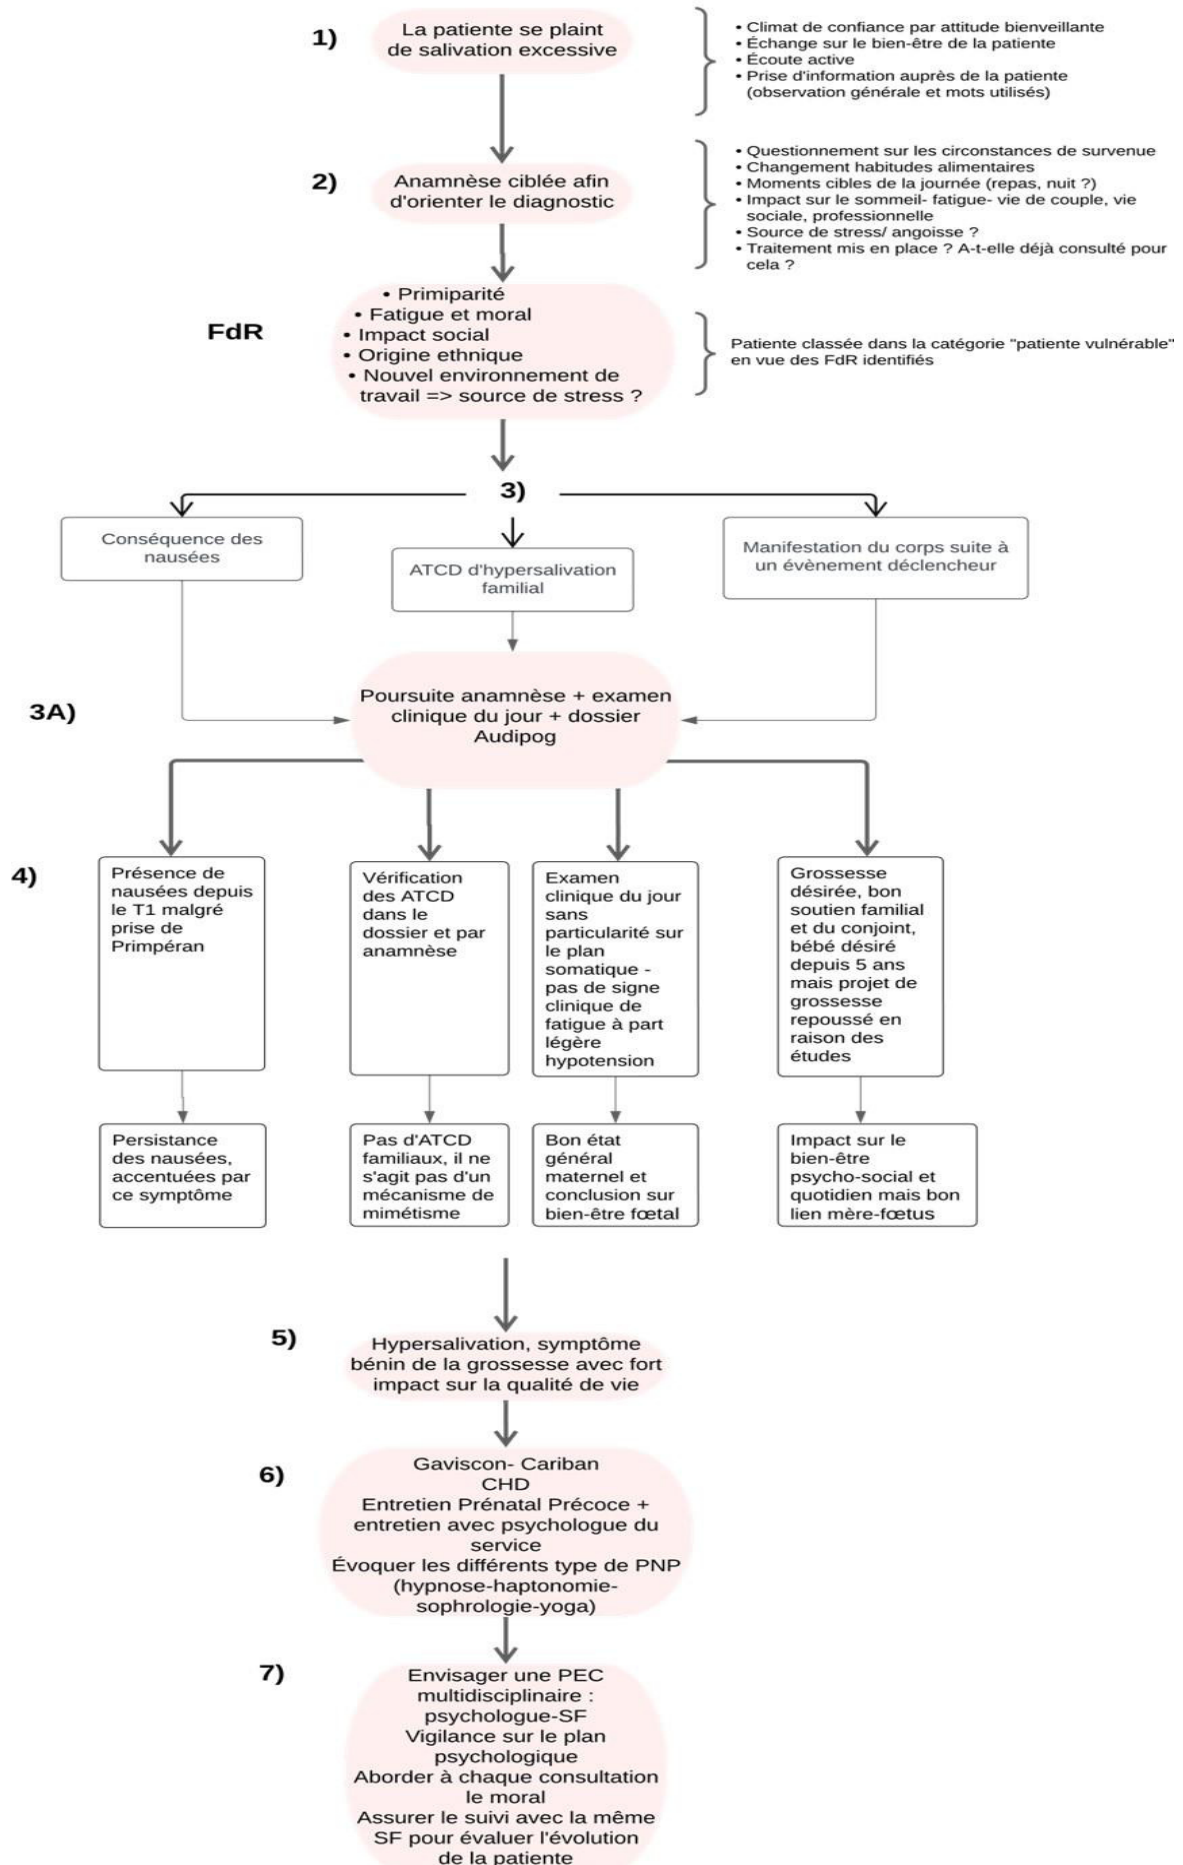 1)
La patiente se plaint
de salivation excessive
• Climat de confiance par attitude bienveillante
• Échange sur le bien-être de la patiente
• Écoute active
• Prise d'information auprès de la patiente
(observation générale et mots utilisés)
2)
Anamnèse ciblée afin
d'orienter le diagnostic
• Questionnement sur les circonstances de survenue
• Changement habitudes alimentaires
• Moments cibles de la journée (repas, nuit ?)
• Impact sur le sommeil- fatigue- vie de couple, vie
sociale, professionnelle
• Source de stress/ angoisse ?
• Traitement mis en place ? A-t-elle déjà consulté pour
cela ?
FdR
• Primiparité
• Fatigue et moral
• Impact social
• Origine ethnique
• Nouvel environnement de
travail => source de stress ?
Patiente classée dans la catégorie "patiente vulnérable"
en vue des FdR identifiés
3)
Conséquence des
nausées
ATCD d'hypersalivation
familial
Manifestation du corps suite à
un évènement déclencheur
3A)
Poursuite anamnèse + examen
clinique du jour + dossier
Audipog
4)
Présence de
nausées depuis
le T1 malgré
prise de
Primpéran
Vérification
des ATCD
dans le
dossier et par
anamnèse
Examen
clinique du jour
sans
particularité sur
le plan
somatique -
pas de signe
clinique de
fatigue à part
légère
hypotension
Grossesse
désirée, bon
soutien familial
et du conjoint,
bébé désiré
depuis 5 ans
mais projet de
grossesse
repoussé en
raison des
études
Persistance
des nausées,
accentuées par
ce symptôme
Pas d'ATCD
familiaux, il ne
s'agit pas d'un
mécanisme de
mimétisme
Bon état
général
maternel et
conclusion sur
bien-être fœtal
Impact sur le
bien-être
psycho-social et
quotidien mais bon
lien mère-fœtus
5)
Hypersalivation, symptôme
bénin de la grossesse avec fort
impact sur la qualité de vie
6)
Gaviscon- Cariban
CHD
Entretien Prénatal Précoce +
entretien avec psychologue du
service
Évoquer les différents type de PNP
(hypnose-haptonomie-
sophrologie-yoga)
7)
Envisager une PEC
multidisciplinaire :
psychologue-SF
Vigilance sur le plan
psychologique
Aborder à chaque consultation
le moral
Assurer le suivi avec la même
SF pour évaluer l'évolution
de la patiente